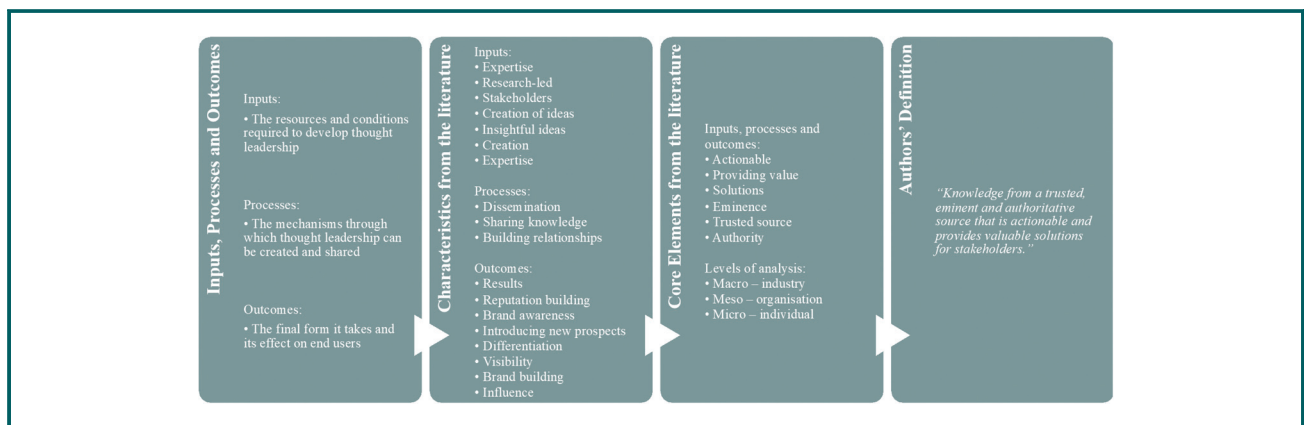 Inputs, Processes and Outcomes
Inputs:
• The resources and conditions
required to develop thought
leadership
Processes:
• The mechanisms through
which thought leadership can
be created and shared
Outcomes:
• The final form it takes and
its effect on end users
Characteristics from the literature
Inputs:
• Expertise
• Research-led
• Stakeholders
• Creation of ideas
• Insightful ideas
• Creation
• Expertise
Processes:
• Dissemination
• Sharing knowledge
• Building relationships
Outcomes:
• Results
• Reputation building
• Brand awareness
• Introducing new prospects
• Differentiation
• Visibility
• Brand building
• Influence
Core Elements from the literature
Inputs, processes and
outcomes:
• Actionable
• Providing value
• Solutions
• Eminence
• Trusted source
• Authority
Levels of analysis:
• Macro – industry
• Meso – organisation
• Micro – individual
Authors’ Definition
“Knowledge from a trusted,
eminent and authoritative
source that is actionable and
provides valuable solutions
for stakeholders.”